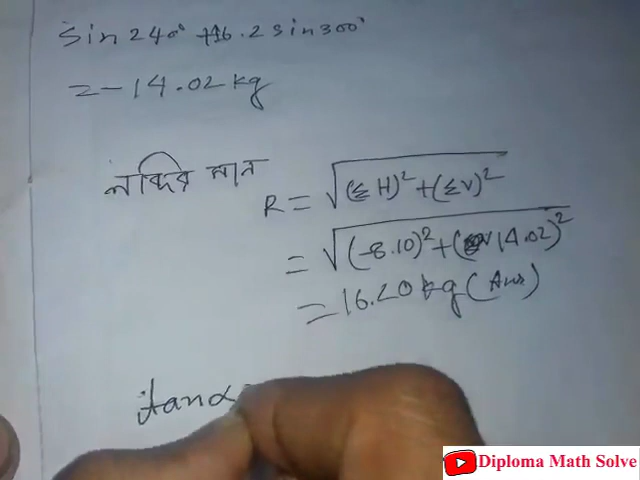 sin 240° + 16.2 sin 300°
= -14.02 kg
লব্দির মান
R = √(ΣH)² + (ΣV)²
= √(-8.10)² + (14.02)²
= 16.20 kg (Ans)
tanα
Diploma Math Solve